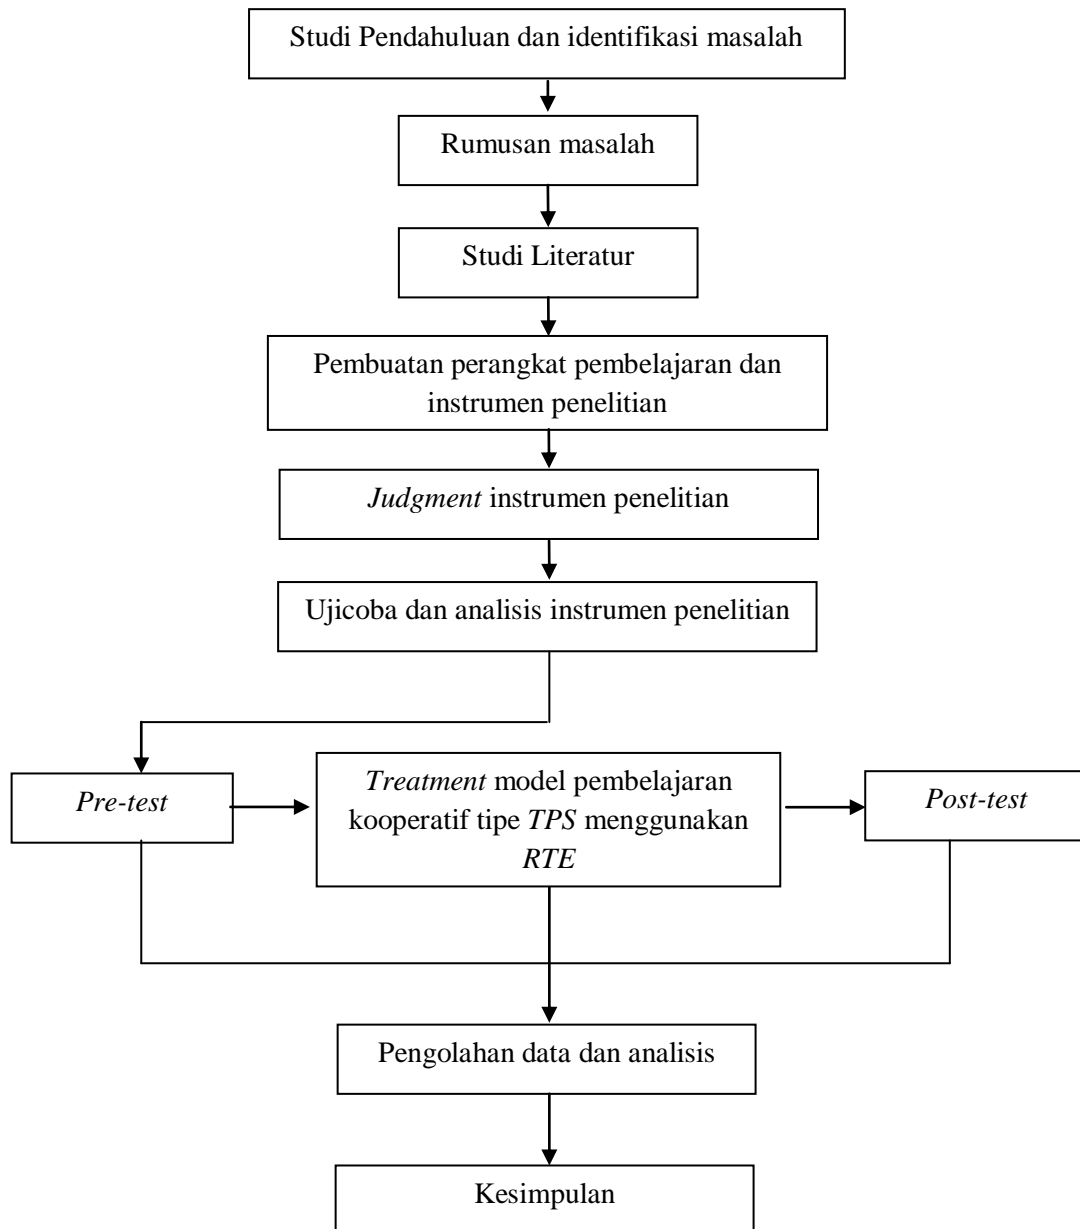 Studi Pendahuluan dan identifikasi masalah
Rumusan masalah
Studi Literatur
Pembuatan perangkat pembelajaran dan
instrumen penelitian
Judgment instrumen penelitian
Ujicoba dan analisis instrumen penelitian
Pre-test
Treatment model pembelajaran
kooperatif tipe TPS menggunakan
RTE
Post-test
Pengolahan data dan analisis
Kesimpulan